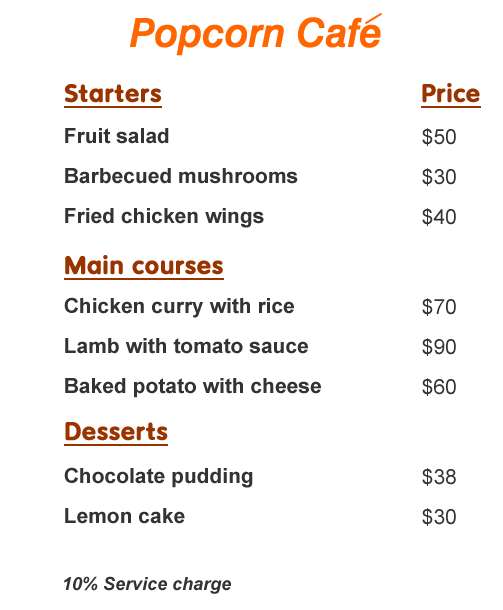 Popcorn Café
Starters Price
Fruit salad $50
Barbecued mushrooms $30
Fried chicken wings $40
Main courses
Chicken curry with rice $70
Lamb with tomato sauce $90
Baked potato with cheese $60
Desserts
Chocolate pudding $38
Lemon cake $30
10% Service charge